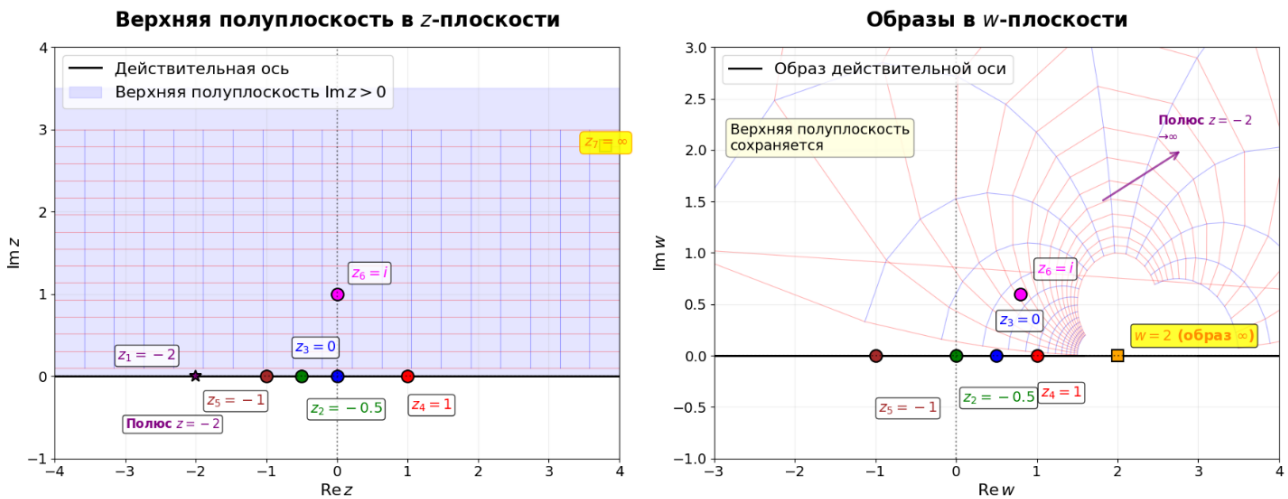 Верхняя полуплоскость в z-плоскости
4
3
2
1
0
−1
Im z
Действительная ось
Верхняя полуплоскость Im z > 0
z₇ = ∞
z₆ = i
z₃ = 0
z₁ = −2
z₅ = −1
z₂ = −0.5
z₄ = 1
Полюс z = −2
−4 −3 −2 −1 0 1 2 3 4
Re z
Образы в w-плоскости
3.0
2.5
2.0
1.5
1.0
0.5
0.0
−0.5
−1.0
Im w
Образ действительной оси
Верхняя полуплоскость
сохраняется
Полюс z = −2
→∞
z₆ = i
z₃ = 0
w = 2 (образ ∞)
z₅ = −1
z₂ = −0.5
z₄ = 1
−3 −2 −1 0 1 2 3 4
Re w